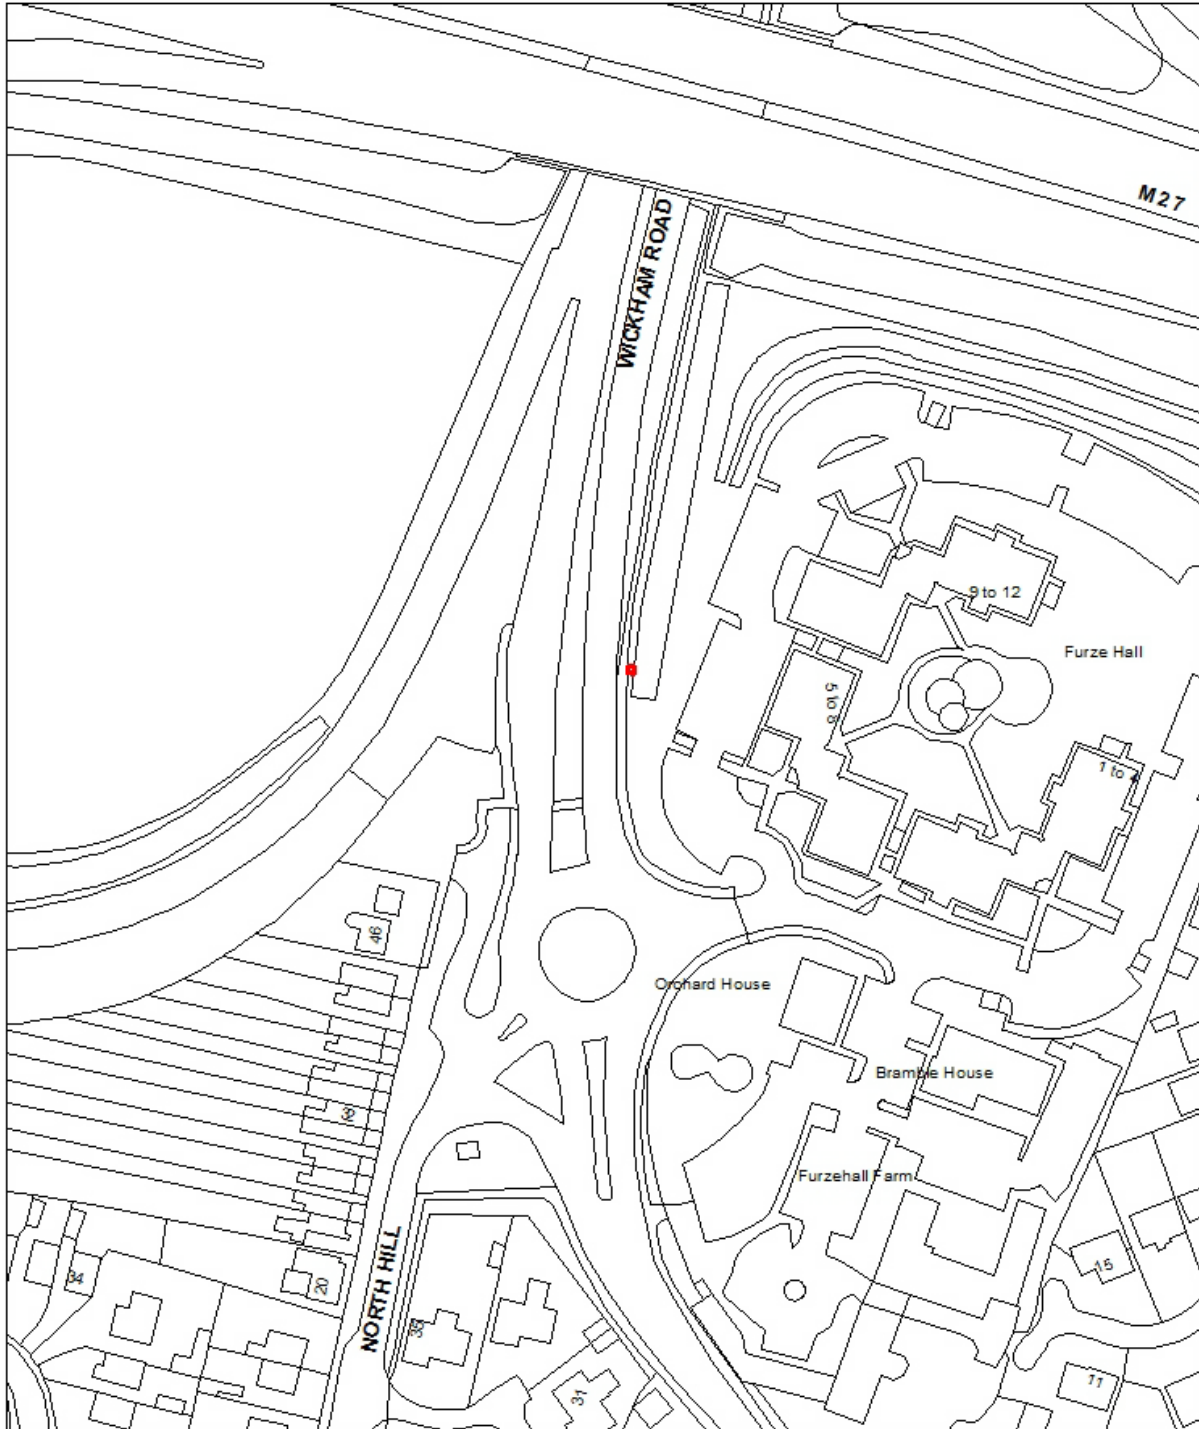 M27
WICKHAM ROAD
9 to 12
Furze Hall
5 to 8
1 to 4
46
Orchard House
Bramble House
32
Furzehall Farm
NORTH HILL
15
34
20
33
11
31